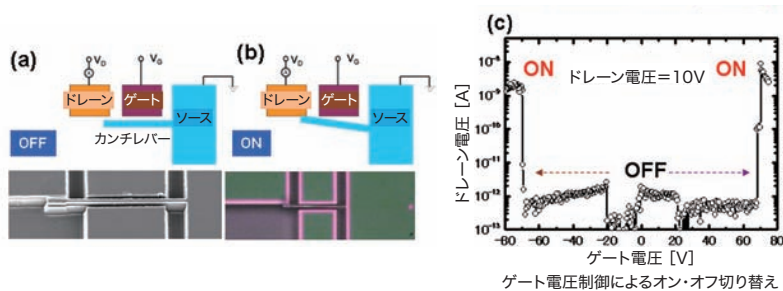 (a)
V_D
V_G
ドレーン
ゲート
ソース
カンチレバー
OFF
(b)
V_D
V_G
ドレーン
ゲート
ソース
ON
(c)
ドレーン電圧 [A]
10⁻⁸
10⁻⁹
10⁻¹⁰
10⁻¹¹
10⁻¹²
10⁻¹³
ON
ドレーン電圧=10V
ON
OFF
-80 -60 -40 -20 0 20 40 60 80
ゲート電圧 [V]
ゲート電圧制御によるオン・オフ切り替え